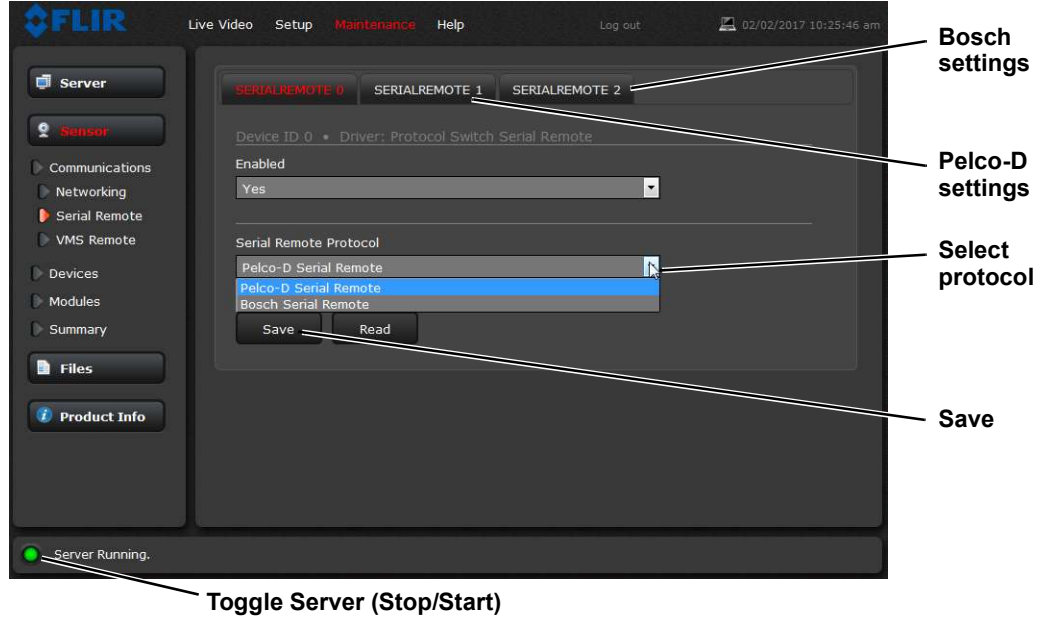 FLIR
Live Video Setup Maintenance Help Log out 02/02/2017 10:25:46 am
Bosch
settings
Server
SERIALREMOTE 0 SERIALREMOTE 1 SERIALREMOTE 2
Sensor
Device ID 0 • Driver: Protocol Switch Serial Remote
Enabled
Pelco-D
settings
Communications
Networking
Yes
Serial Remote
VMS Remote
Serial Remote Protocol
Select
protocol
Devices
Pelco-D Serial Remote
Pelco-D Serial Remote
Bosch Serial Remote
Modules
Summary
Save Read
Files
Product Info
Save
Server Running.
Toggle Server (Stop/Start)